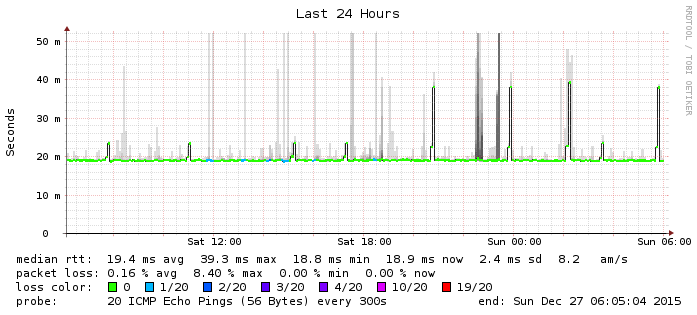 Last 24 Hours
RRDTOOL / TOBI OETIKER
Seconds
50 m
40 m
30 m
20 m
10 m
0
Sat 12:00 Sat 18:00 Sun 00:00 Sun 06:00
median rtt: 19.4 ms avg 39.3 ms max 18.8 ms min 18.9 ms now 2.4 ms sd 8.2 am/s
packet loss: 0.16 % avg 8.40 % max 0.00 % min 0.00 % now
loss color: 0 1/20 2/20 3/20 4/20 10/20 19/20
probe: 20 ICMP Echo Pings (56 Bytes) every 300s end: Sun Dec 27 06:05:04 2015